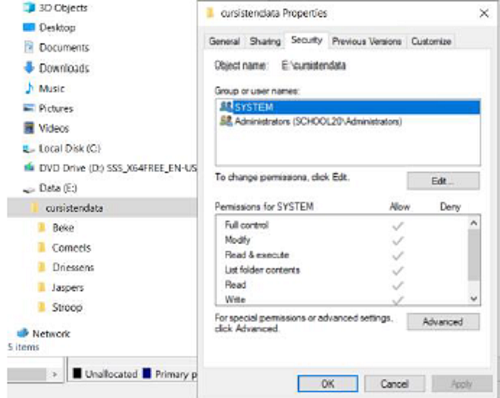 3D Objects
Desktop
Documents
Downloads
Music
Pictures
Videos
Local Disk (C:)
DVD Drive (D:) SSS_X64FREE_EN-US
Data (E:)
cursistendata
Beke
Corneels
Driessens
Jaspers
Stroop
Network
5 items
Unallocated
Primary p
cursistendata Properties
General Sharing Security Previous Versions Customize
Object name: E:\cursistendata
Group or user names:
SYSTEM
Administrators (SCHOOL20\Administrators)
To change permissions, click Edit.
Edit...
Permissions for SYSTEM Allow Deny
Full control
Modify
Read & execute
List folder contents
Read
Write
For special permissions or advanced settings,
click Advanced.
Advanced
OK Cancel Apply